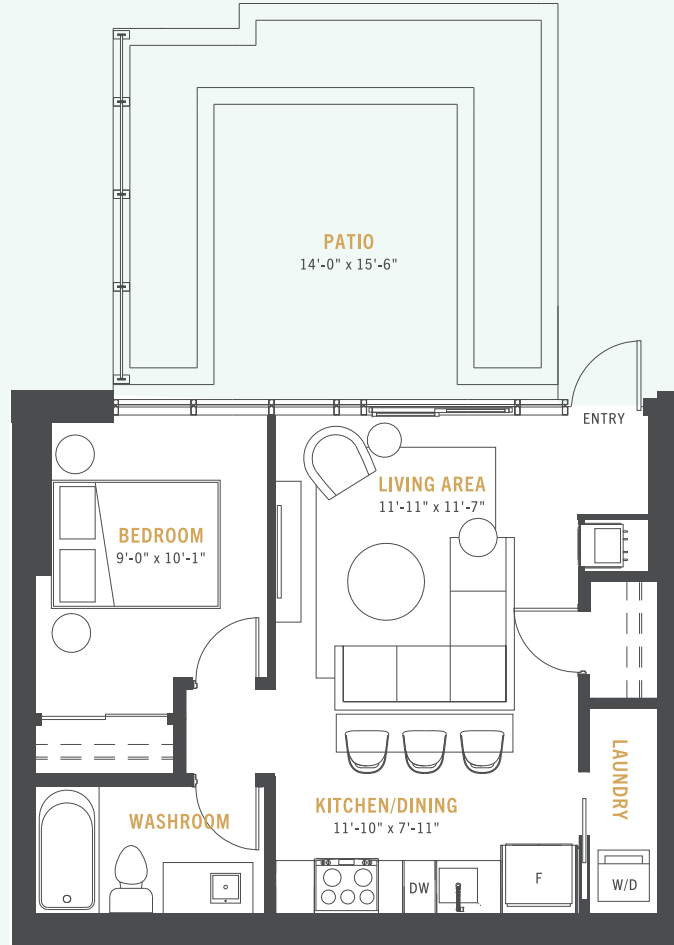 PATIO
14'-0" x 15'-6"
ENTRY
LIVING AREA
11'-11" x 11'-7"
BEDROOM
9'-0" x 10'-1"
LAUNDRY
KITCHEN/DINING
11'-10" x 7'-11"
WASHROOM
DW
F
W/D